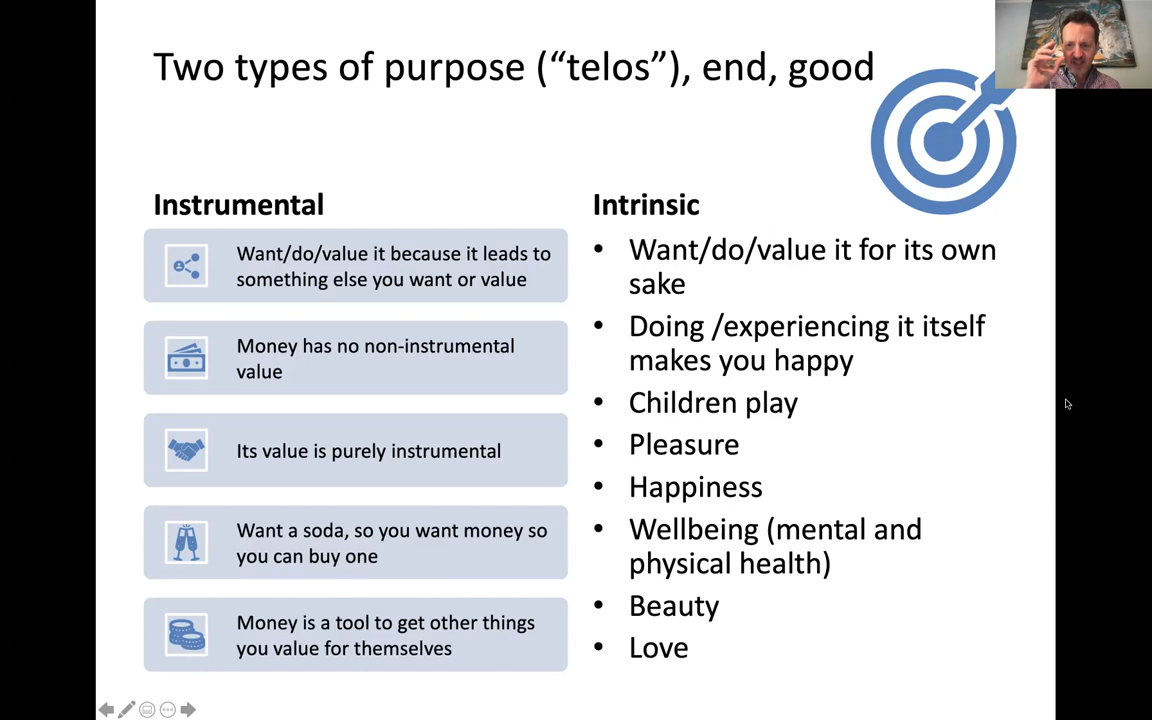 Two types of purpose (“telos”), end, good
Instrumental
Want/do/value it because it leads to
something else you want or value
Money has no non-instrumental
value
Its value is purely instrumental
Want a soda, so you want money so
you can buy one
Money is a tool to get other things
you value for themselves
Intrinsic
• Want/do/value it for its own
sake
• Doing /experiencing it itself
makes you happy
• Children play
• Pleasure
• Happiness
• Wellbeing (mental and
physical health)
• Beauty
• Love